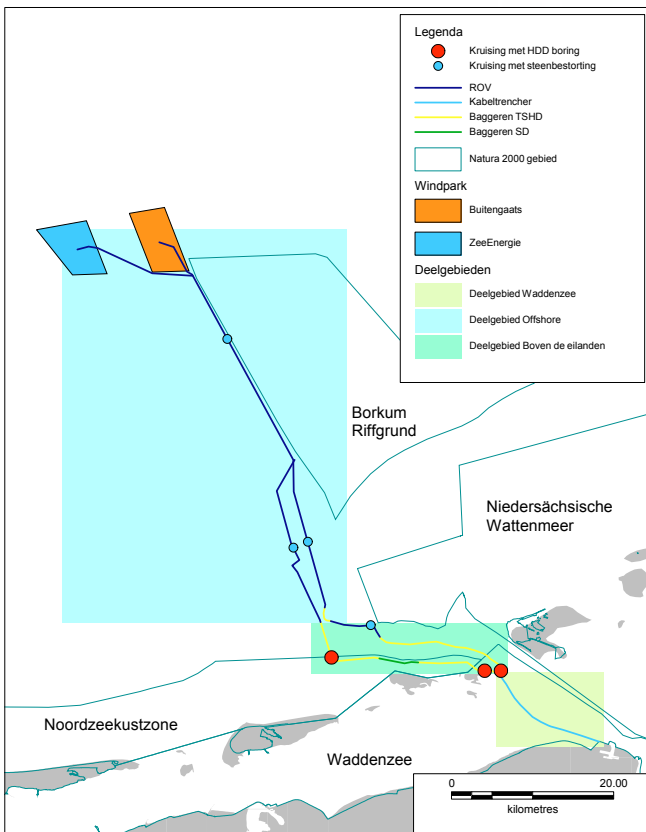 Legenda
Kruising met HDD boring
Kruising met steenbestorting
ROV
Kabeltrencher
Baggeren TSHD
Baggeren SD
Natura 2000 gebied
Windpark
Buitengaats
ZeeEnergie
Deelgebieden
Deelgebied Waddenzee
Deelgebied Offshore
Deelgebied Boven de eilanden
Borkum
Riffgrund
Niedersächsische
Wattenmeer
Noordzeekustzone
Waddenzee
0 20.00
kilometres